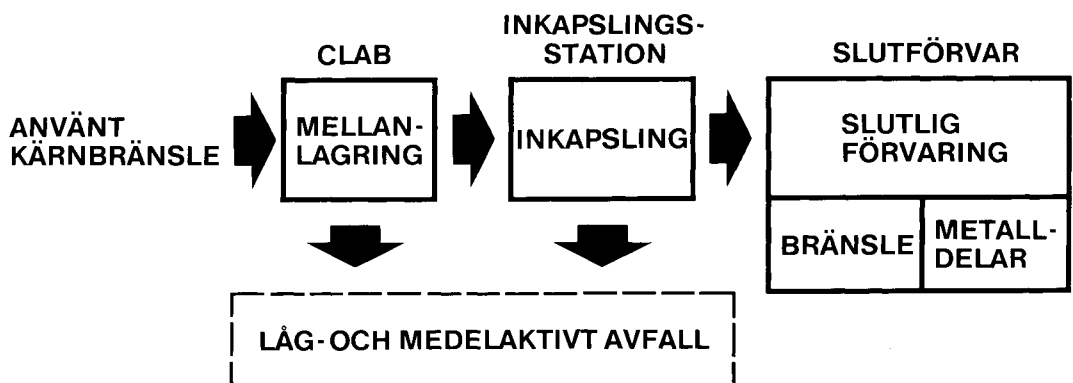 CLAB
INKAPSLINGS-
STATION
SLUTFÖRVAR
ANVÄNT
KÄRNBRÄNSLE
MELLAN-
LAGRING
INKAPSLING
SLUTLIG
FÖRVARING
BRÄNSLE
METALL-
DELAR
LÅG-OCH MEDELAKTIVT AVFALL